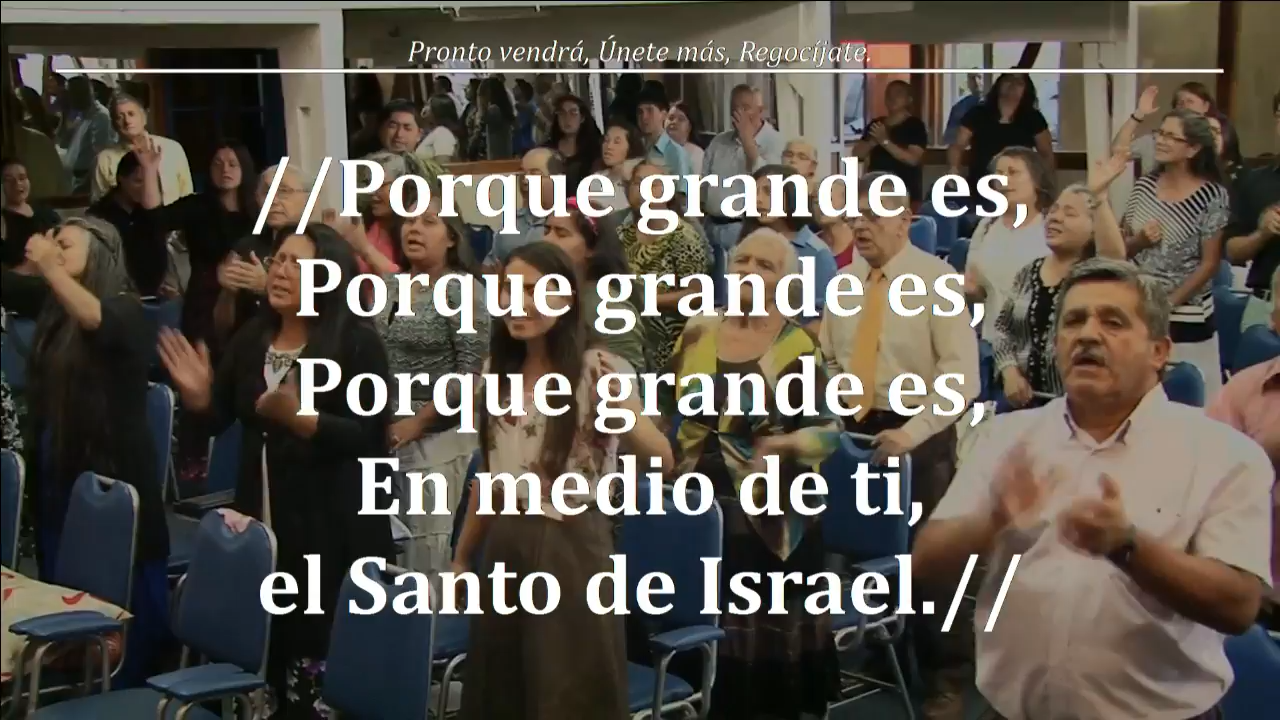 Pronto vendrá, Únete más, Regocíjate.
//Porque grande es,
Porque grande es,
Porque grande es,
En medio de ti,
el Santo de Israel.//